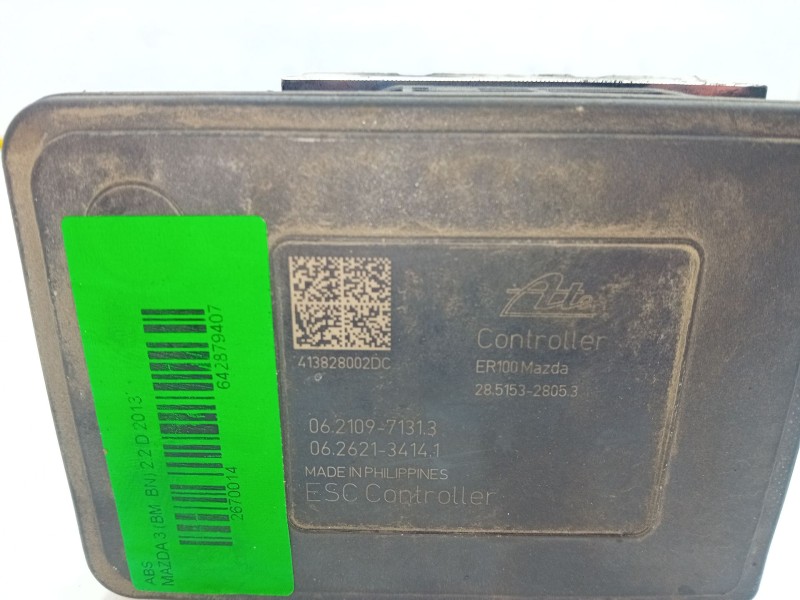 ABS
MAZDA 3 (BM, BN) 2.2 D 2013
2670014
642879407
413828002DC
Ate
Controller
ER100 Mazda
28.5153-2805.3
06.2109-7131.3
06.2621-3414.1
MADE IN PHILIPPINES
ESC Controller